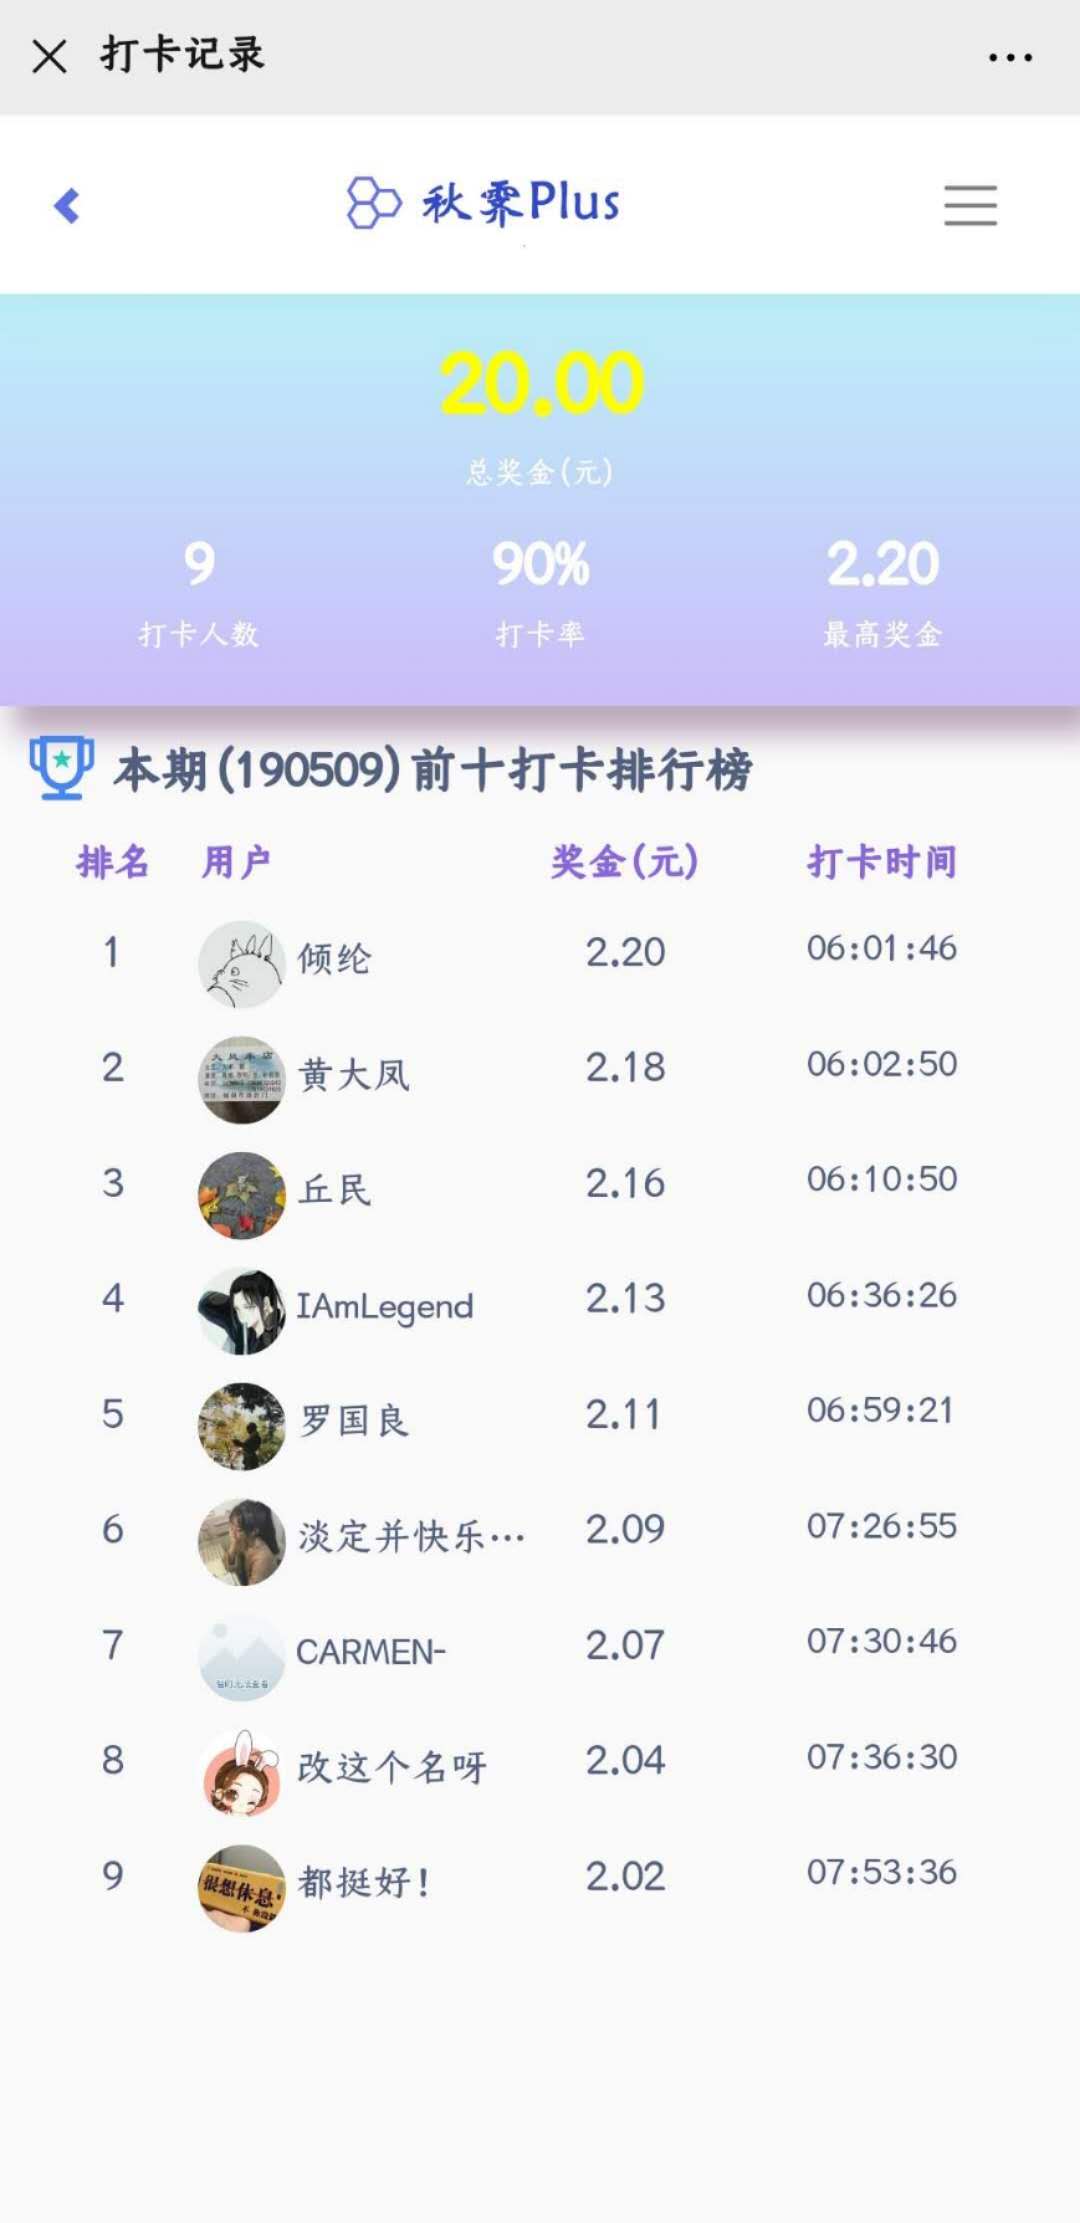 打卡记录
秋霁Plus
20.00
总奖金(元)
9 90% 2.20
打卡人数 打卡率 最高奖金
本期(190509)前十打卡排行榜
排名 用户 奖金(元) 打卡时间
1 倾纶 2.20 06:01:46
2 黄大凤 2.18 06:02:50
3 丘民 2.16 06:10:50
4 IAmLegend 2.13 06:36:26
5 罗国良 2.11 06:59:21
6 淡定并快乐… 2.09 07:26:55
7 CARMEN- 2.07 07:30:46
8 改这个名呀 2.04 07:36:30
很想休息
9 都挺好! 2.02 07:53:36